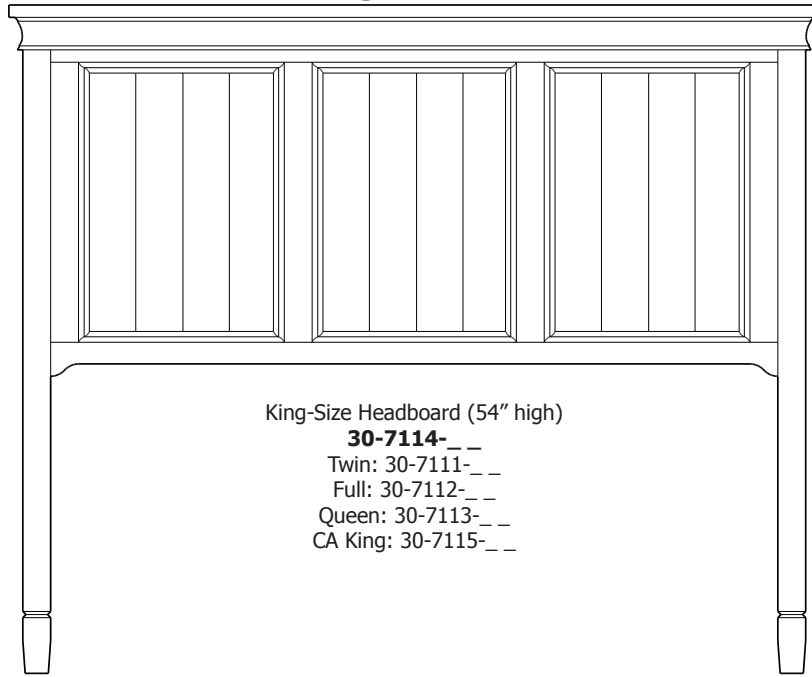 King-Size Headboard (54″ high)
30-7114-_ _
Twin: 30-7111-_ _
Full: 30-7112-_ _
Queen: 30-7113-_ _
CA King: 30-7115-_ _